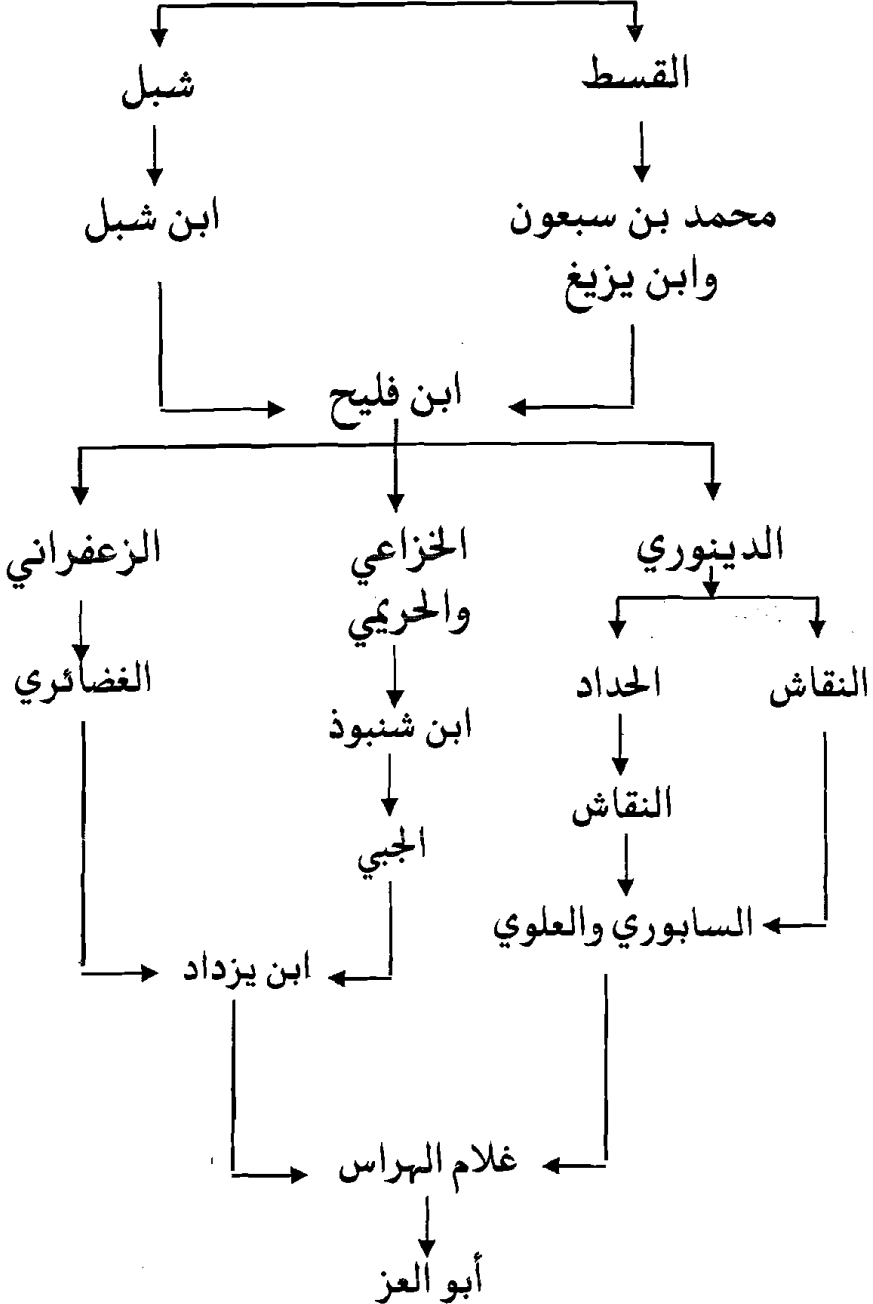 القسط
شبل
محمد بن سبعون
وابن يزيغ
ابن شبل
ابن فليح
الدينوري
الخزاعي
والحريمي
الزعفراني
النقاش
الحداد
ابن شنبوذ
الغضائري
النقاش
الجبي
السابوري والعلوي
ابن يزداد
غلام الهراس
أبو العز